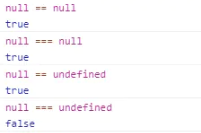 null == null
true
null === null
true
null == undefined
true
null === undefined
false